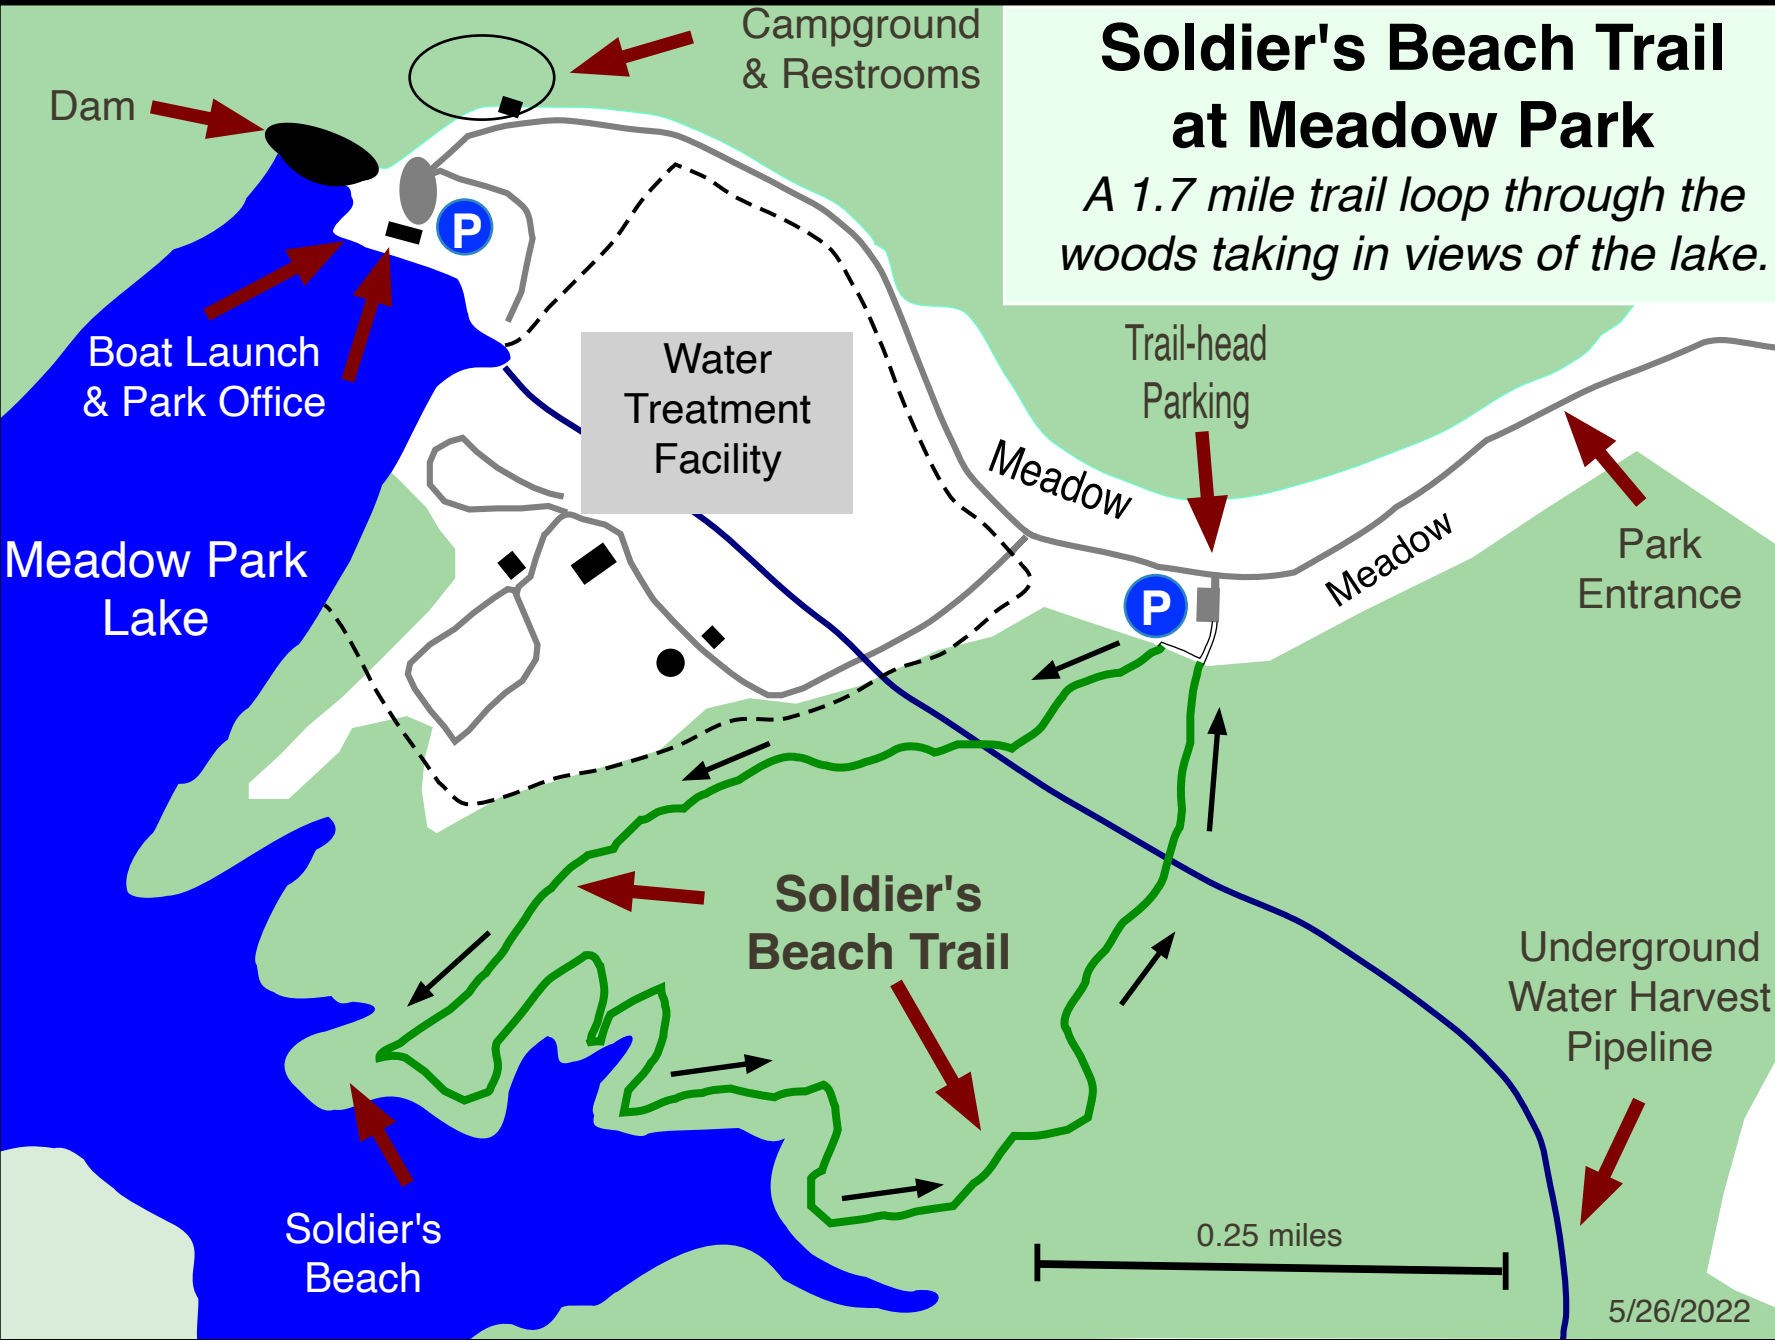 Soldier's Beach Trail
at Meadow Park
A 1.7 mile trail loop through the
woods taking in views of the lake.
Campground
& Restrooms
Dam
P
Boat Launch
& Park Office
Water
Treatment
Facility
Trail-head
Parking
Meadow
Meadow
Park
Entrance
P
Meadow Park
Lake
Soldier's
Beach Trail
Underground
Water Harvest
Pipeline
Soldier's
Beach
0.25 miles
5/26/2022